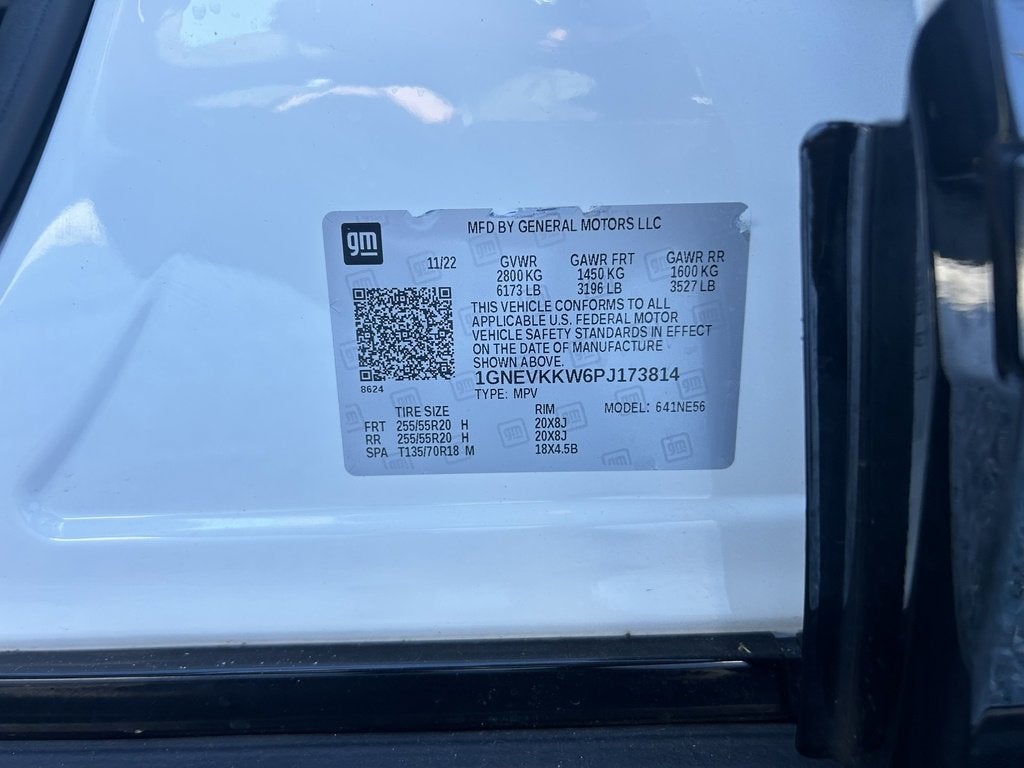 gm
MFD BY GENERAL MOTORS LLC
11/22 GVWR GAWR FRT GAWR RR
2800 KG 1450 KG 1600 KG
6173 LB 3196 LB 3527 LB
THIS VEHICLE CONFORMS TO ALL
APPLICABLE U.S. FEDERAL MOTOR
VEHICLE SAFETY STANDARDS IN EFFECT
ON THE DATE OF MANUFACTURE
SHOWN ABOVE.
1GNEVKKW6PJ173814
8624
TYPE: MPV
TIRE SIZE RIM MODEL: 641NE56
FRT 255/55R20 H 20X8J
RR 255/55R20 H 20X8J
SPA T135/70R18 M 18X4.5B